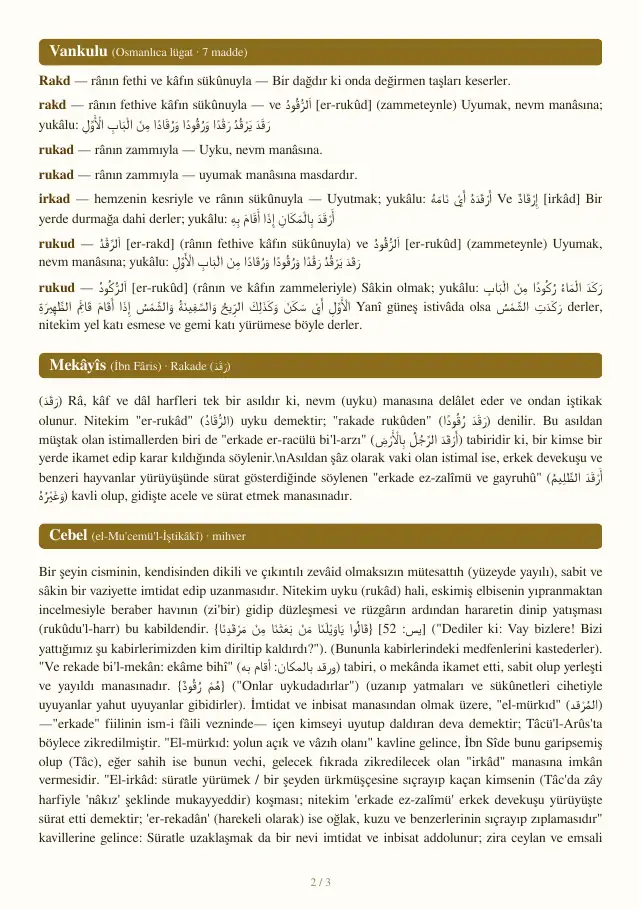 Vankulu (Osmanlıca lügat · 7 madde)
Rakd — rânın fethi ve kâfın sükûnuyla — Bir dağdır ki onda değirmen taşları keserler.
rakd — rânın fethive kâfın sükûnuyla — ve اَلرُّقُودُ [er-rukûd] (zammeteynle) Uyumak, nevm manâsına;
yukâlu: رَقَدَ يَرْقُدُ رَقْدًا وَرُقُودًا وَرُقَادًا مِنَ الْبَابِ الْأَوَّلِ
rukad — rânın zammıyla — Uyku, nevm manâsına.
rukad — rânın zammıyla — uyumak manâsına masdardır.
irkad — hemzenin kesriyle ve rânın sükûnuyla — Uyutmak; yukâlu: أَرْقَدَهُ أَيْ نَامَهُ Ve إِرْقَادٌ [irkâd] Bir
yerde durmağa dahi derler; yukâlu: أَرْقَدَ بِالْمَكَانِ إِذَا أَقَامَ بِهِ
rukud — اَلرَّقْدُ [er-rakd] (rânın fethive kâfın sükûnuyla) ve اَلرُّقُودُ [er-rukûd] (zammeteynle) Uyumak,
nevm manâsına; yukâlu: رَقَدَ يَرْقُدُ رَقْدًا وَرُقُودًا وَرُقَادًا مِنَ الْبَابِ الْأَوَّلِ
rukud — اَلرُّكُودُ [er-rukûd] (rânın ve kâfın zammeleriyle) Sâkin olmak; yukâlu: رَكَدَ الْمَاءُ رُكُودًا مِنَ الْبَابِ
الْأَوَّلِ أَيْ سَكَنَ وَكَذَلِكَ الرِّيحُ وَالسَّفِينَةُ وَالشَّمْسُ إِذَا أَقَامَ قَائِمُ الظَّهِيرَةِ Yanî güneş istivâda olsa رَكَدَتِ الشَّمْسُ derler,
nitekim yel katı esmese ve gemi katı yürümese böyle derler.
Mekâyîs (İbn Fâris) · Rakade (رَقَدَ)
(رَقَدَ) Râ, kâf ve dâl harfleri tek bir asıldır ki, nevm (uyku) manasına delâlet eder ve ondan iştikak
olunur. Nitekim "er-rukâd" (الرُّقَادُ) uyku demektir; "rakade rukûden" (رَقَدَ رُقُودًا) denilir. Bu asıldan
müştak olan istimallerden biri de "erkade er-racülü bi'l-arzı" (أَرْقَدَ الرَّجُلُ بِالْأَرْضِ) tabiridir ki, bir kimse bir
yerde ikamet edip karar kıldığında söylenir.\nAsıldan şâz olarak vaki olan istimal ise, erkek devekuşu ve
benzeri hayvanlar yürüyüşünde sürat gösterdiğinde söylenen "erkade ez-zalîmü ve gayruhû" (أَرْقَدَ الظَّلِيمُ
وَغَيْرُهُ) kavli olup, gidişte acele ve sürat etmek manasınadır.
Cebel (el-Mu'cemü'l-İştikâkî) · mihver
Bir şeyin cisminin, kendisinden dikili ve çıkıntılı zevâid olmaksızın mütesattıh (yüzeyde yayılı), sabit ve
sâkin bir vaziyette imtidat edip uzanmasıdır. Nitekim uyku (rukâd) hali, eskimiş elbisenin yıpranmaktan
incelmesiyle beraber havının (zi'bir) gidip düzleşmesi ve rüzgârın ardından hararetin dinip yatışması
(rukûdu'l-harr) bu kabildendir. {قَالُوا يَاوَيْلَنَا مَنْ بَعَثَنَا مِنْ مَرْقَدِنَا} [يس: 52] ("Dediler ki: Vay bizlere! Bizi
yattığımız şu kabirlerimizden kim diriltip kaldırdı?"). (Bununla kabirlerindeki medfenlerini kastederler).
"Ve rekade bi'l-mekân: ekâme bihî" (ورقد بالمكان: أقام به) tabiri, o mekânda ikamet etti, sabit olup yerleşti
ve yayıldı manasınadır. {هُمْ رُقُودٌ} ("Onlar uykudadırlar") (uzanıp yatmaları ve sükûnetleri cihetiyle
uyuyanlar yahut uyuyanlar gibidirler). İmtidat ve inbisat manasından olmak üzere, "el-mürkıd" (المُرْقد)
—"erkade" fiilinin ism-i fâili vezninde— içen kimseyi uyutup daldıran deva demektir; Tâcü'l-Arûs'ta
böylece zikredilmiştir. "El-mürkıd: yolun açık ve vâzıh olanı" kavline gelince, İbn Sîde bunu garipsemiş
olup (Tâc), eğer sahih ise bunun vechi, gelecek fıkrada zikredilecek olan "irkâd" manasına imkân
vermesidir. "El-irkâd: süratle yürümek / bir şeyden ürkmüşçesine sıçrayıp kaçan kimsenin (Tâc'da zây
harfiyle 'nâkız' şeklinde mukayyeddir) koşması; nitekim 'erkade ez-zalîmü' erkek devekuşu yürüyüşte
sürat etti demektir; 'er-rekadân' (harekeli olarak) ise oğlak, kuzu ve benzerlerinin sıçrayıp zıplamasıdır"
kavillerine gelince: Süratle uzaklaşmak da bir nevi imtidat ve inbisat addolunur; zira ceylan ve emsali
2 / 3